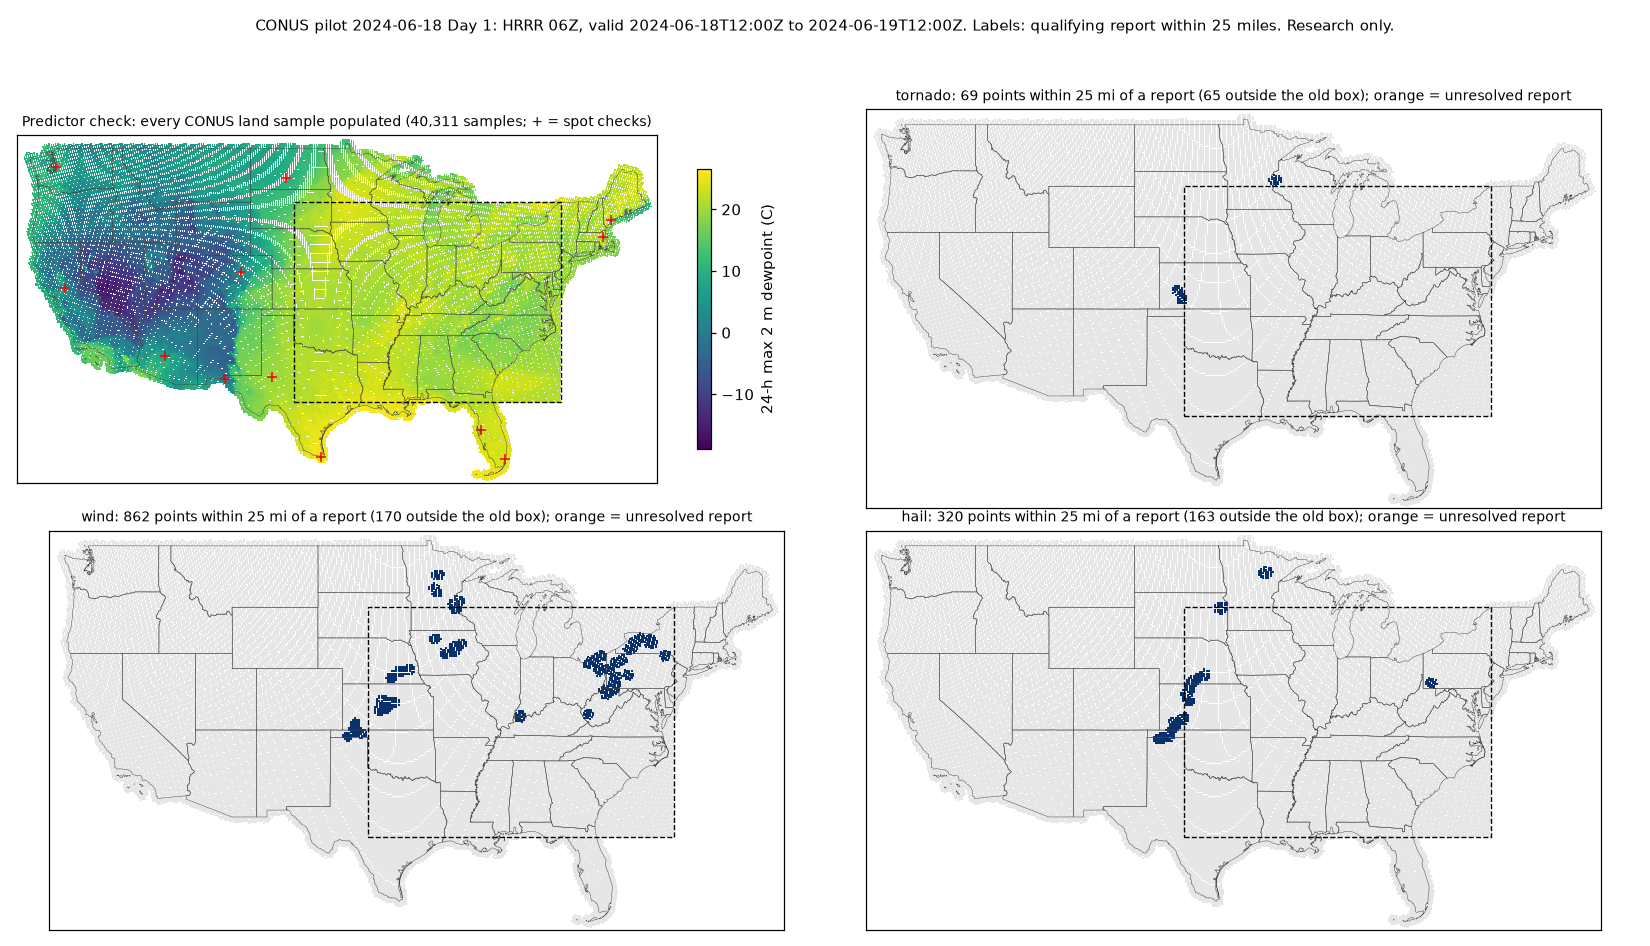 CONUS pilot 2024-06-18 Day 1: HRRR 06Z, valid 2024-06-18T12:00Z to 2024-06-19T12:00Z. Labels: qualifying report within 25 miles. Research only.
Predictor check: every CONUS land sample populated (40,311 samples; + = spot checks)
20
10
0
−10
24-h max 2 m dewpoint (C)
tornado: 69 points within 25 mi of a report (65 outside the old box); orange = unresolved report
wind: 862 points within 25 mi of a report (170 outside the old box); orange = unresolved report
hail: 320 points within 25 mi of a report (163 outside the old box); orange = unresolved report